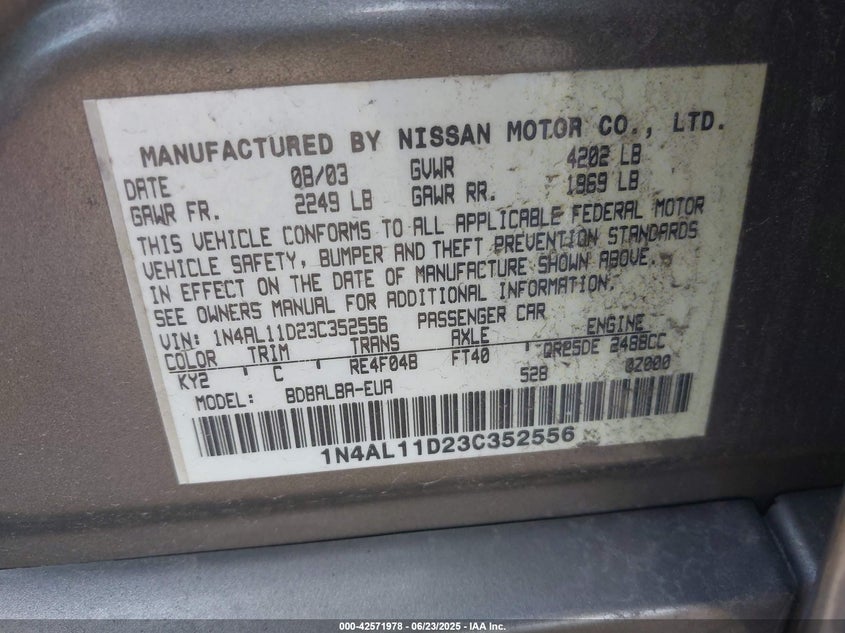 MANUFACTURED BY NISSAN MOTOR CO., LTD.
DATE 08/03 GVWR 4202 LB
GAWR FR. 2249 LB GAWR RR. 1969 LB
THIS VEHICLE CONFORMS TO ALL APPLICABLE FEDERAL MOTOR
VEHICLE SAFETY, BUMPER AND THEFT PREVENTION STANDARDS
IN EFFECT ON THE DATE OF MANUFACTURE SHOWN ABOVE.
SEE OWNERS MANUAL FOR ADDITIONAL INFORMATION.
VIN: 1N4AL11D23C352556 PASSENGER CAR
COLOR TRIM TRANS AXLE ENGINE
KY2 C RE4F04B FT40 QR25DE 2488CC
MODEL: BDBALBA-EUA 528 0Z000
1N4AL11D23C352556
000-42571978 - 06/23/2025 - IAA Inc.